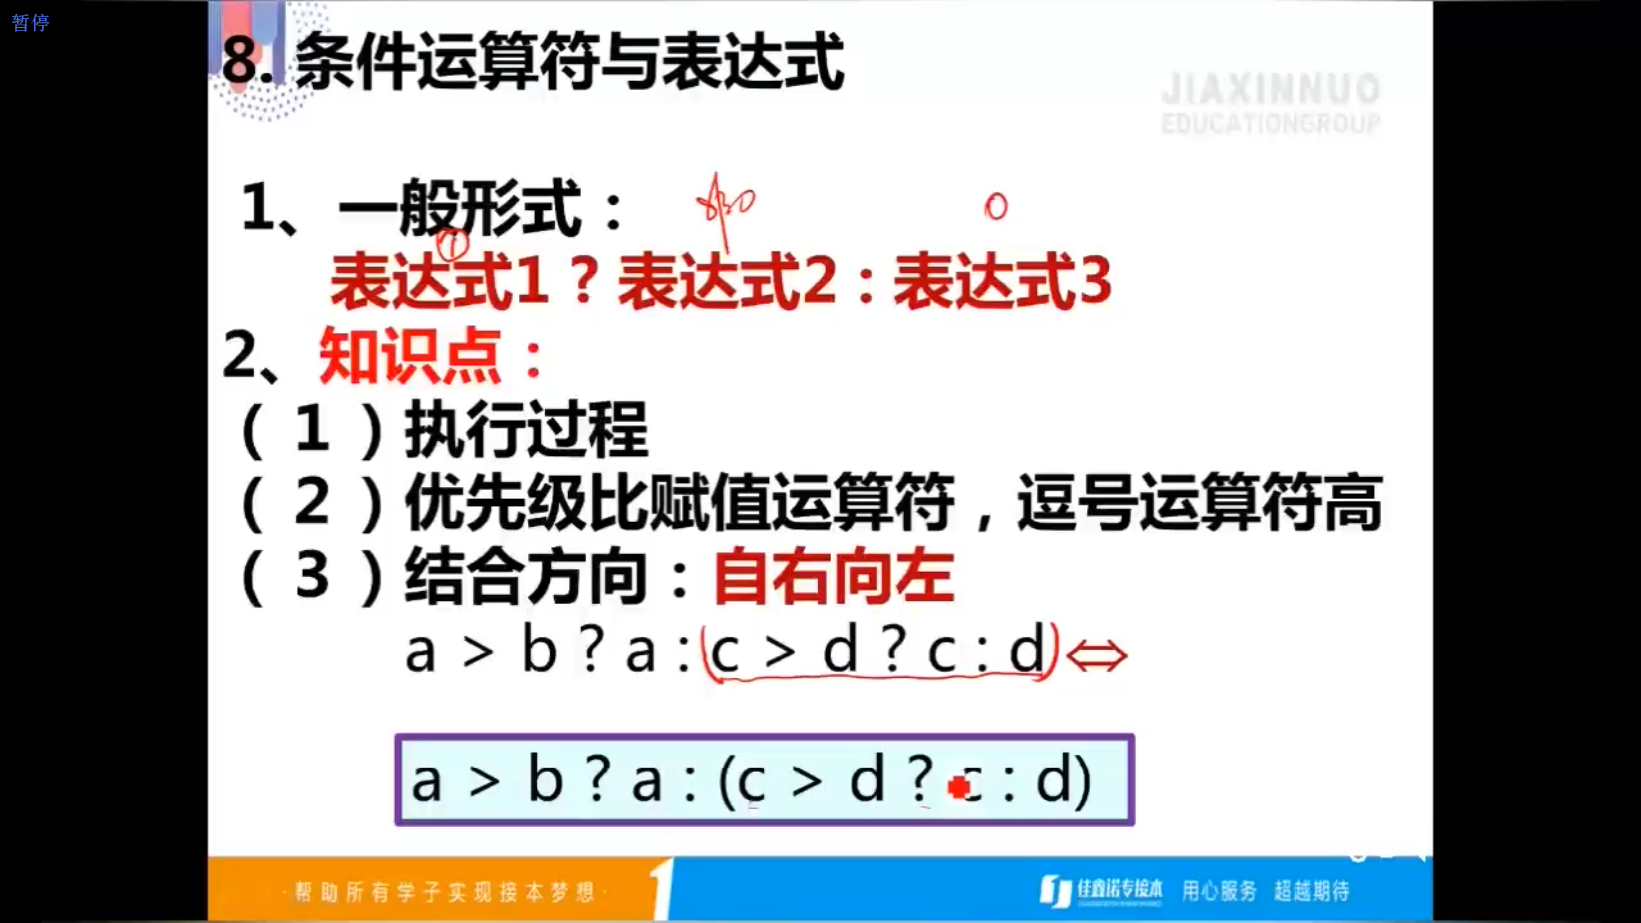 暂停
8. 条件运算符与表达式
JIAXINNUO
EDUCATIONGROUP
1、一般形式：
非0
0
①
表达式1？表达式2：表达式3
2、知识点：
（1）执行过程
（2）优先级比赋值运算符，逗号运算符高
（3）结合方向：自右向左
a > b ? a : (c > d ? c : d) ⇔
a > b ? a : (c > d ? c : d)
·帮助所有学子实现接本梦想·
佳鑫诺专接本
用心服务 超越期待